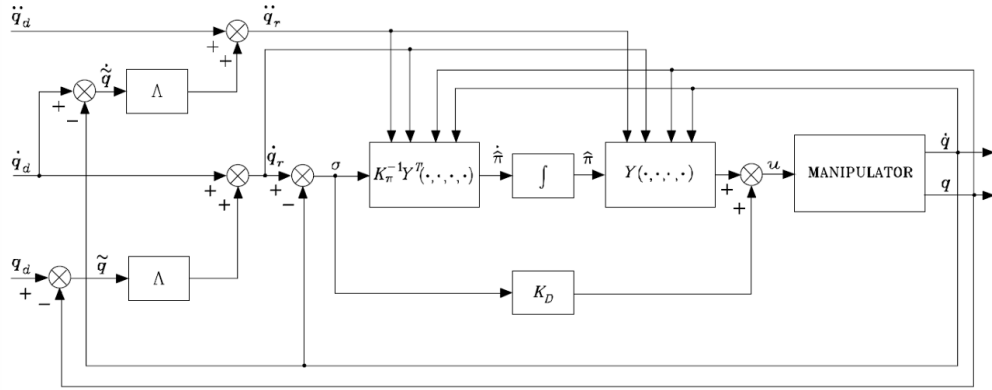 q̈_d
q̈_r
+
+
q̃̇
Λ
+
−
q̇_d
q̇_r
σ
K_π^{-1} Y^T(·,·,·,·)
π̂̇
∫
π̂
Y(·,·,·,·)
u
MANIPULATOR
q̇
q
+
+
+
−
+
+
q_d
q̃
Λ
+
−
K_D